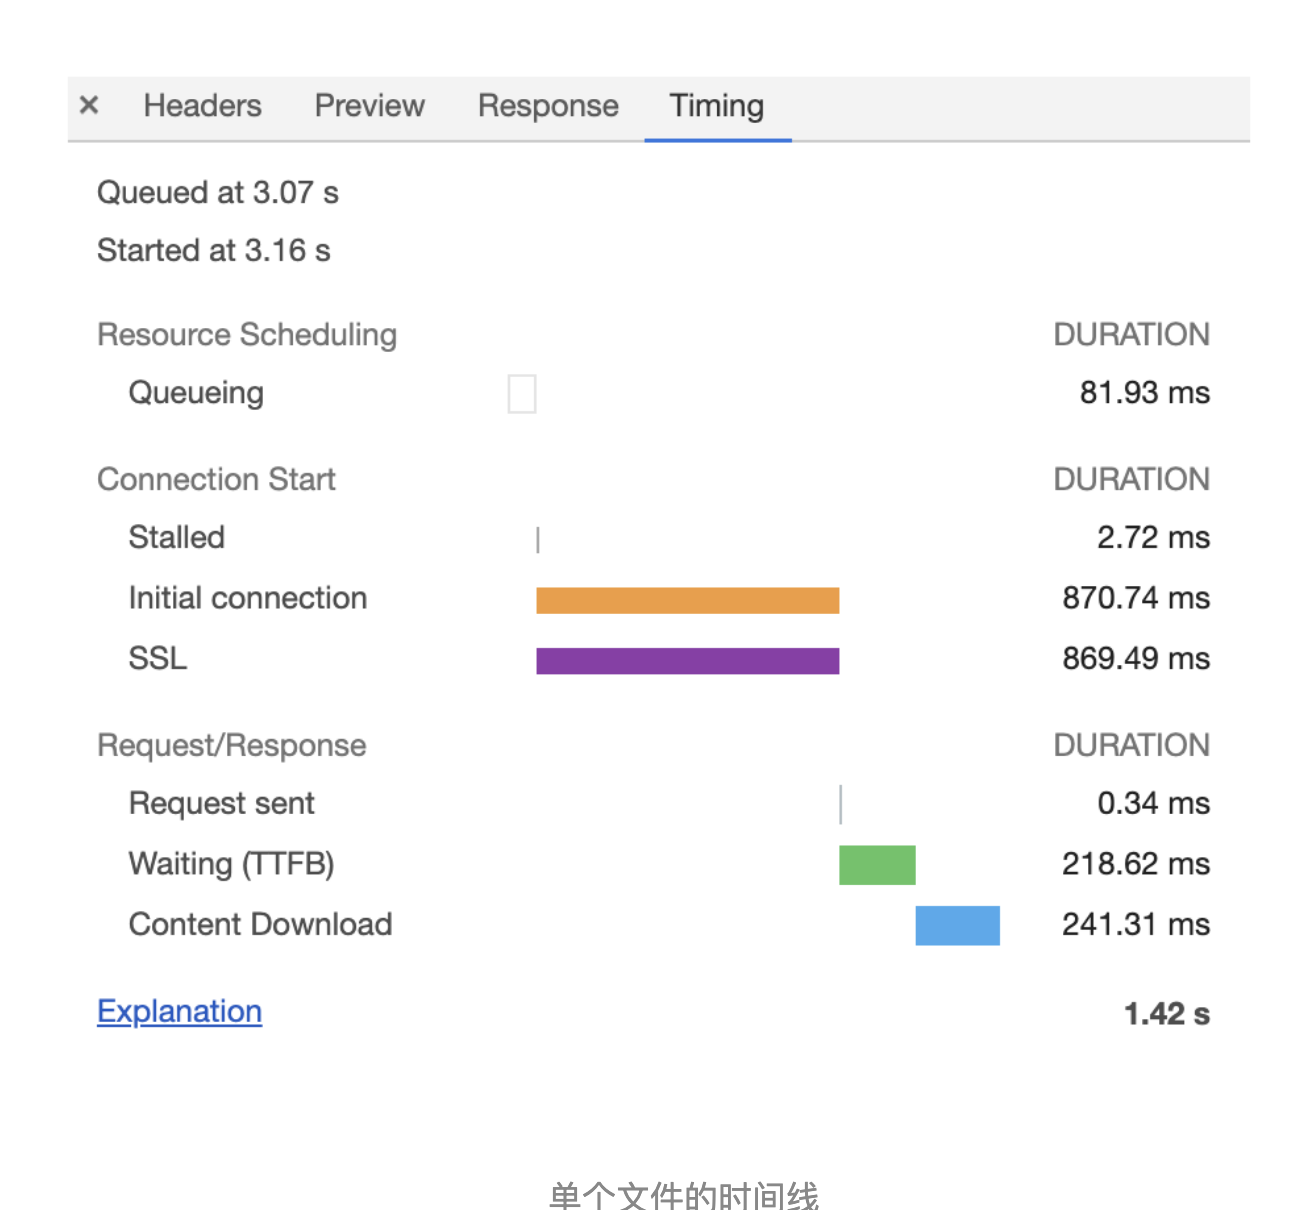 × Headers Preview Response Timing
Queued at 3.07 s
Started at 3.16 s
Resource Scheduling DURATION
Queueing 81.93 ms
Connection Start DURATION
Stalled 2.72 ms
Initial connection 870.74 ms
SSL 869.49 ms
Request/Response DURATION
Request sent 0.34 ms
Waiting (TTFB) 218.62 ms
Content Download 241.31 ms
Explanation 1.42 s
单个文件的时间线